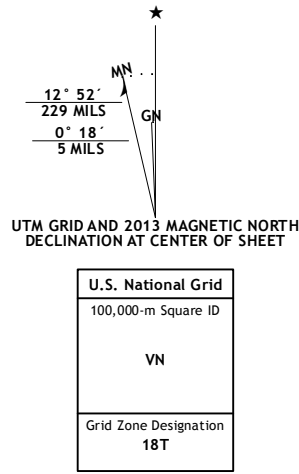 ★
MN
GN
12° 52´
229 MILS
0° 18´
5 MILS
UTM GRID AND 2013 MAGNETIC NORTH
DECLINATION AT CENTER OF SHEET
U.S. National Grid
100,000-m Square ID
VN
Grid Zone Designation
18T